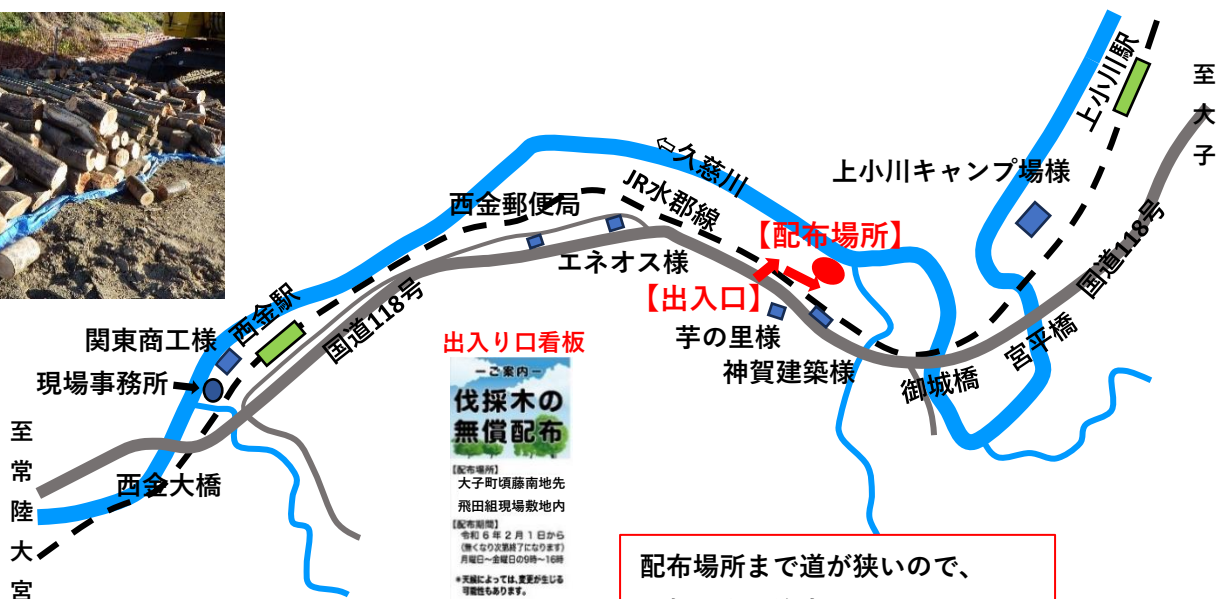 上小川駅
至大子
⇦久慈川
上小川キャンプ場様
JR水郡線
西金郵便局
【配布場所】
国道118号
エネオス様
【出入口】
西金駅
国道118号
関東商工様
芋の里様
宮平橋
出入り口看板
神賀建築様
現場事務所
御城橋
－ご案内－
伐採木の
無償配布
至常陸大宮
西金大橋
【配布場所】
大子町頃藤南地先
飛田組現場敷地内
【配布期間】
令和6年2月1日から
(無くなり次第終了になります)
月曜日～金曜日の9時～16時
＊天候によっては、変更が生じる
可能性もあります。
配布場所まで道が狭いので、